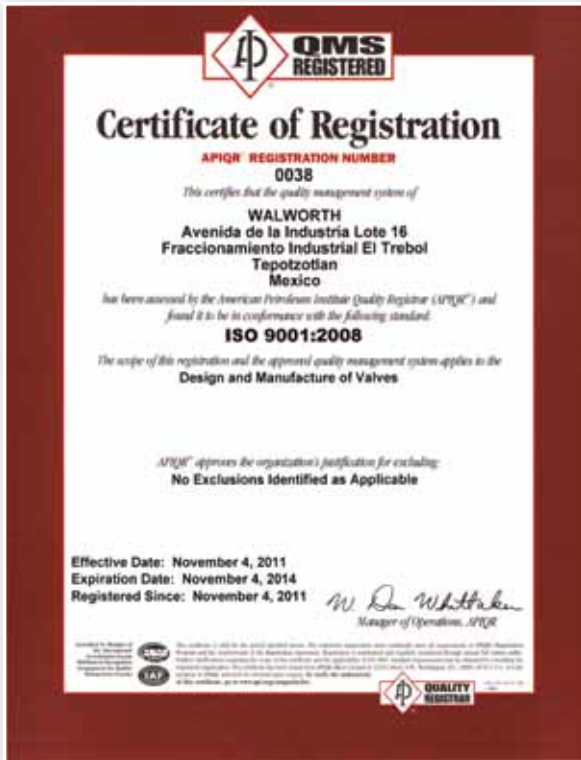 QMS
REGISTERED
Certificate of Registration
APIQR® REGISTRATION NUMBER
0038
This certifies that the quality management system of
WALWORTH
Avenida de la Industria Lote 16
Fraccionamiento Industrial El Trebol
Tepotzotlan
Mexico
has been assessed by the American Petroleum Institute Quality Registrar (APIQR®) and
found it to be in conformance with the following standard:
ISO 9001:2008
The scope of this registration and the approved quality management system applies to the
Design and Manufacture of Valves
APIQR® approves the organization's justification for excluding:
No Exclusions Identified as Applicable
Effective Date: November 4, 2011
Expiration Date: November 4, 2014
Registered Since: November 4, 2011
W. Don Whittaker
Manager of Operations, APIQR
IAF
API QUALITY
REGISTRAR